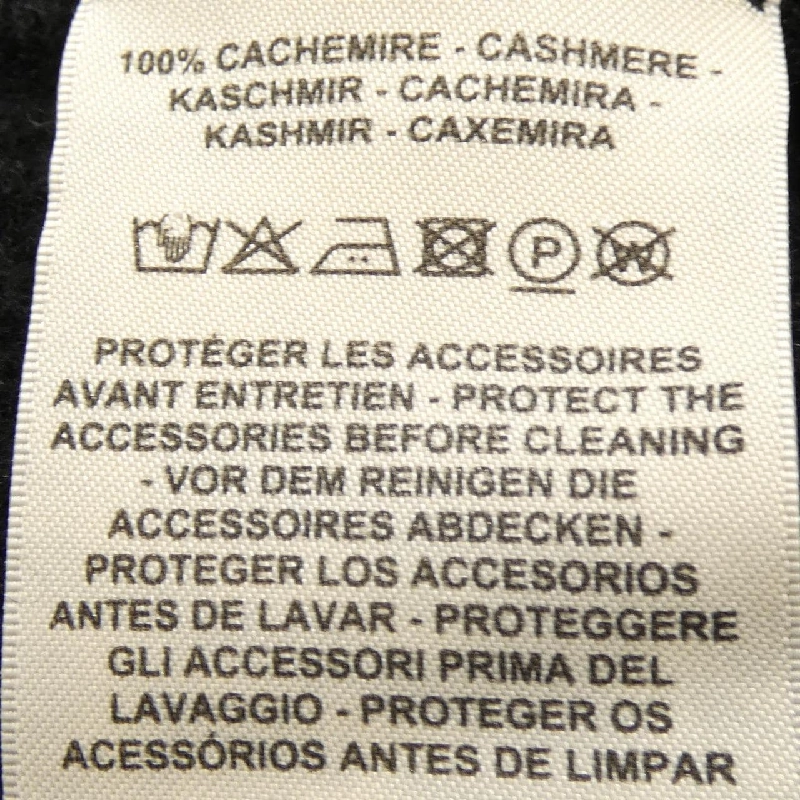 100% CACHEMIRE - CASHMERE -
KASCHMIR - CACHEMIRA -
KASHMIR - CAXEMIRA
P W
PROTÉGER LES ACCESSOIRES
AVANT ENTRETIEN - PROTECT THE
ACCESSORIES BEFORE CLEANING
- VOR DEM REINIGEN DIE
ACCESSOIRES ABDECKEN -
PROTEGER LOS ACCESORIOS
ANTES DE LAVAR - PROTEGGERE
GLI ACCESSORI PRIMA DEL
LAVAGGIO - PROTEGER OS
ACESSÓRIOS ANTES DE LIMPAR